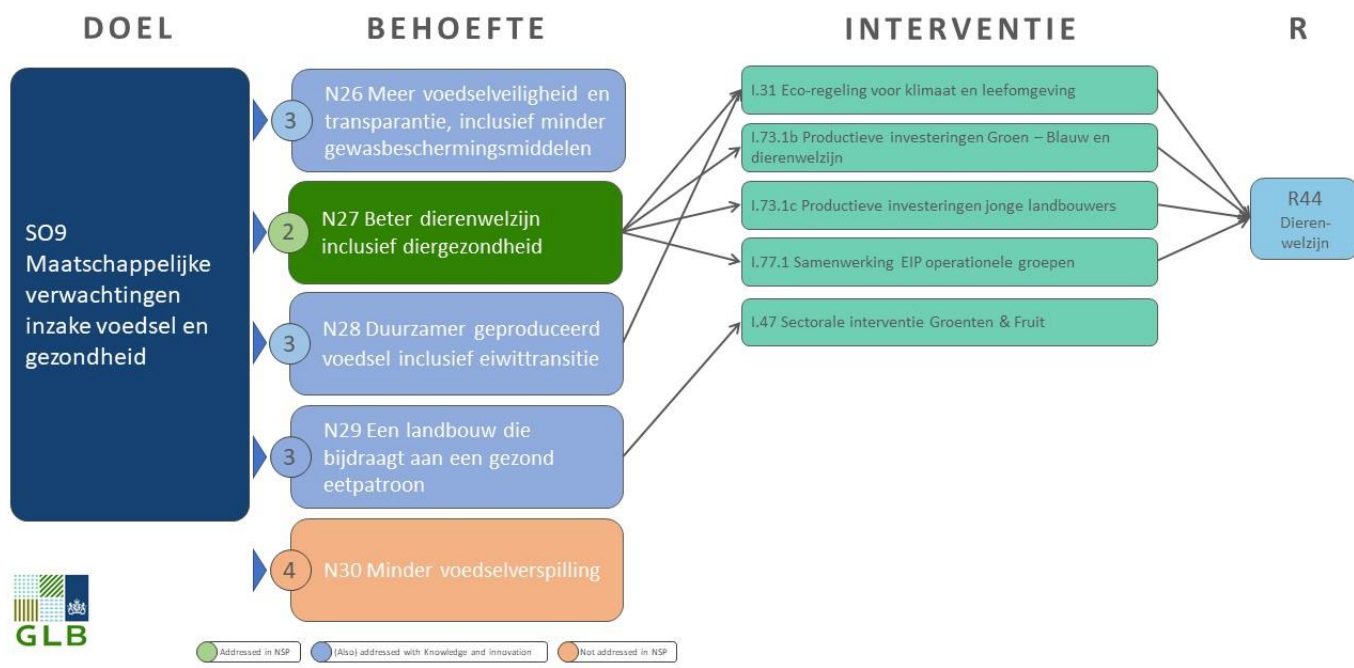 DOEL
BEHOEFTE
INTERVENTIE
R
SO9
Maatschappelijke
verwachtingen
inzake voedsel en
gezondheid
3
N26 Meer voedselveiligheid en
transparantie, inclusief minder
gewasbeschermingsmiddelen
2
N27 Beter dierenwelzijn
inclusief diergezondheid
3
N28 Duurzamer geproduceerd
voedsel inclusief eiwittransitie
3
N29 Een landbouw die
bijdraagt aan een gezond
eetpatroon
4
N30 Minder voedselverspilling
I.31 Eco-regeling voor klimaat en leefomgeving
I.73.1b Productieve investeringen Groen – Blauw en
dierenwelzijn
I.73.1c Productieve investeringen jonge landbouwers
I.77.1 Samenwerking EIP operationele groepen
I.47 Sectorale interventie Groenten & Fruit
R44
Dieren-
welzijn
GLB
Addressed in NSP
(Also) addressed with Knowledge and innovation
Not addressed in NSP